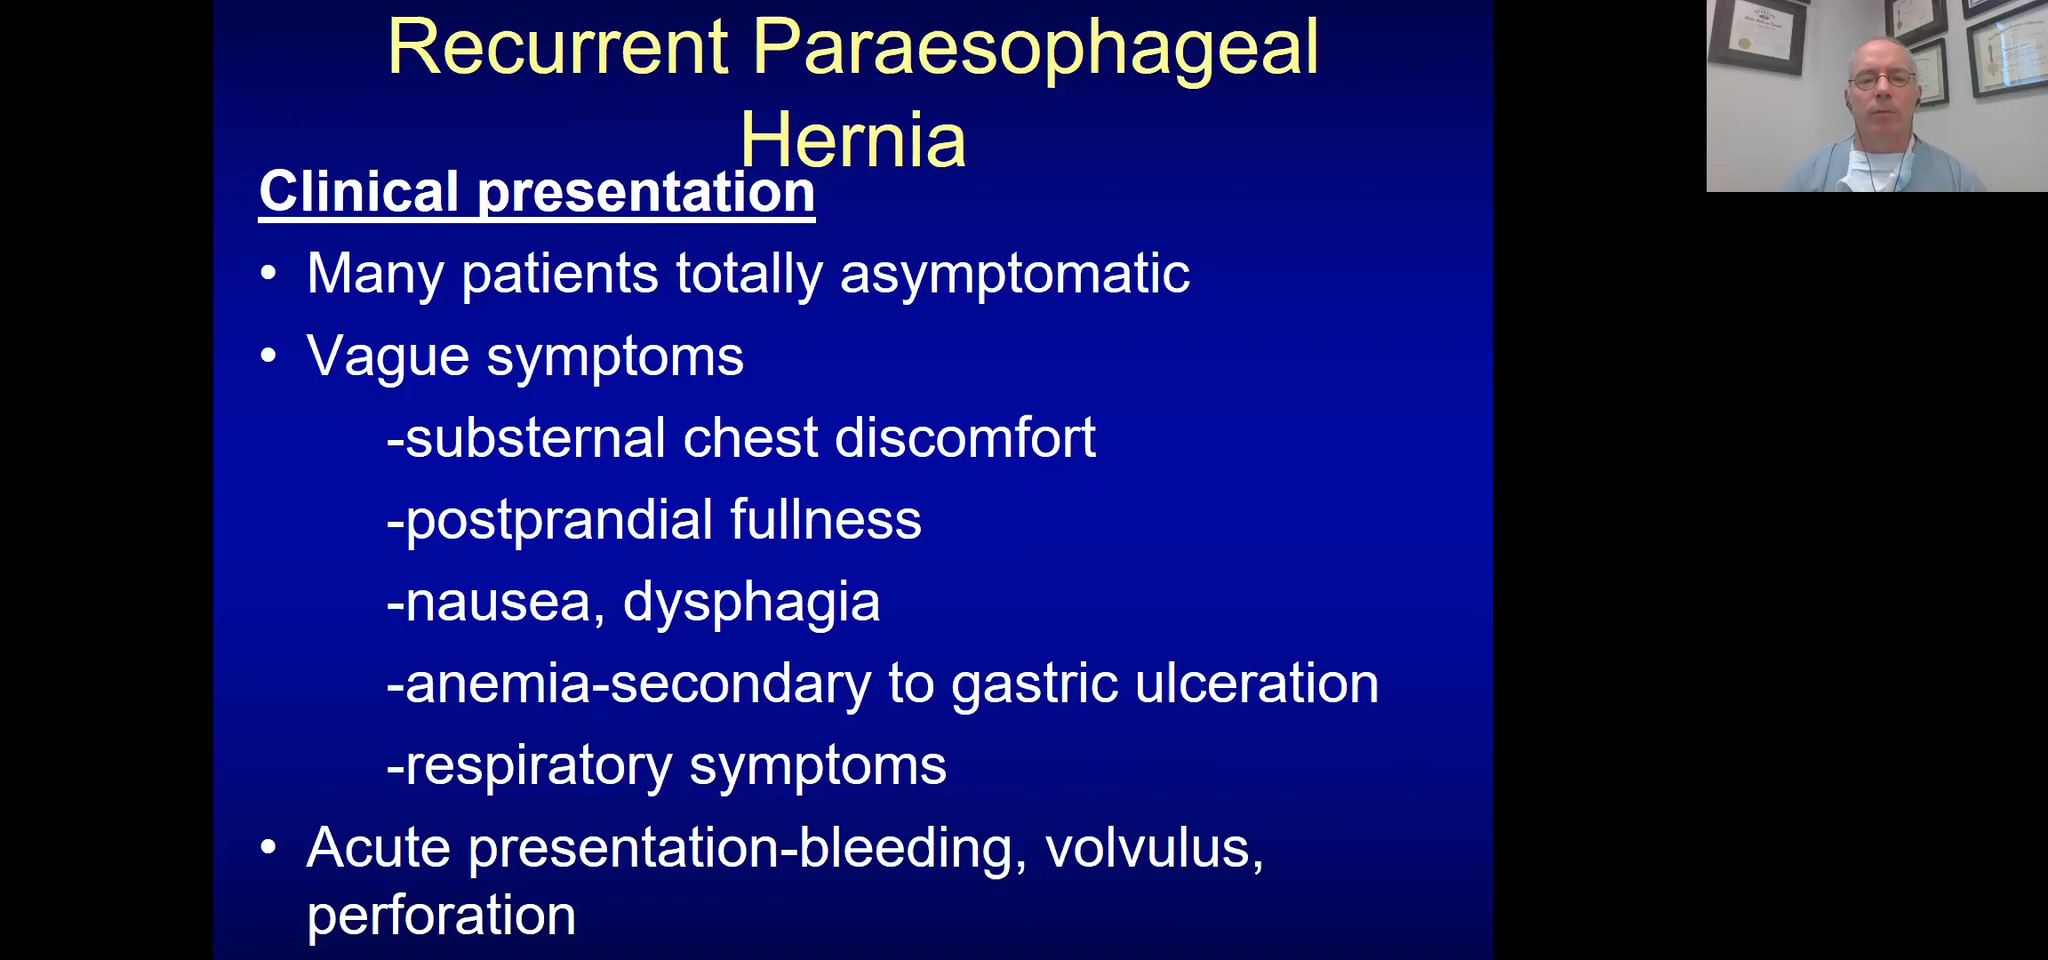 Recurrent Paraesophageal
Hernia
Clinical presentation
• Many patients totally asymptomatic
• Vague symptoms
-substernal chest discomfort
-postprandial fullness
-nausea, dysphagia
-anemia-secondary to gastric ulceration
-respiratory symptoms
• Acute presentation-bleeding, volvulus,
perforation